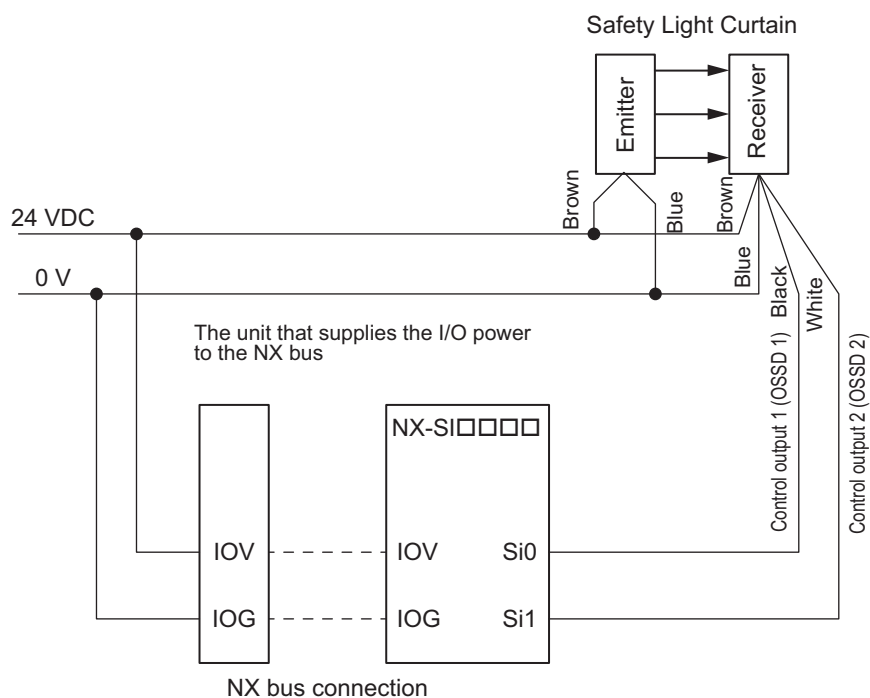 Safety Light Curtain
Emitter
Receiver
Brown
Blue
Brown
Blue
Black
White
24 VDC
0 V
Control output 1 (OSSD 1)
Control output 2 (OSSD 2)
The unit that supplies the I/O power
to the NX bus
NX-SI□□□□
IOV
IOV
Si0
IOG
IOG
Si1
NX bus connection